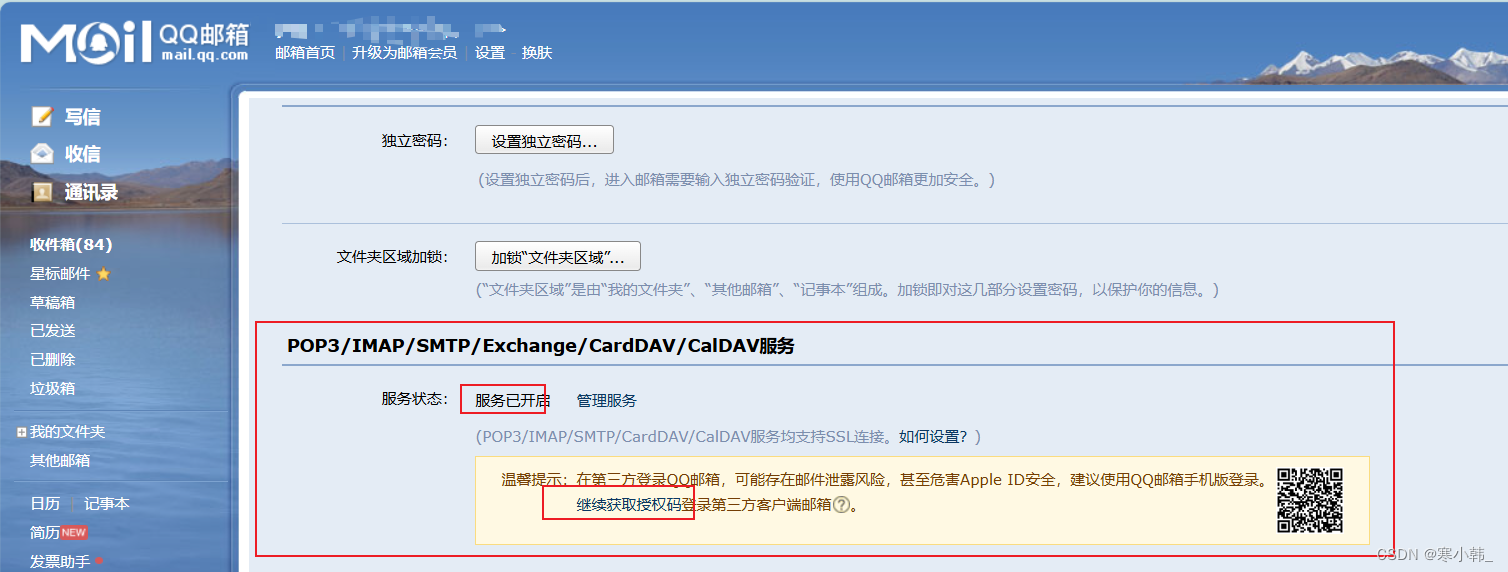 Mail QQ邮箱
mail.qq.com
邮箱首页 升级为邮箱会员 设置 - 换肤
写信
收信
通讯录
收件箱(84)
星标邮件
草稿箱
已发送
已删除
垃圾箱
我的文件夹
其他邮箱
日历 记事本
简历 NEW
发票助手
独立密码： 设置独立密码...
(设置独立密码后，进入邮箱需要输入独立密码验证，使用QQ邮箱更加安全。)
文件夹区域加锁： 加锁“文件夹区域”...
(“文件夹区域”是由“我的文件夹”、“其他邮箱”、“记事本”组成。加锁即对这几部分设置密码，以保护你的信息。)
POP3/IMAP/SMTP/Exchange/CardDAV/CalDAV服务
服务状态： 服务已开启 管理服务
(POP3/IMAP/SMTP/CardDAV/CalDAV服务均支持SSL连接。如何设置？)
温馨提示：在第三方登录QQ邮箱，可能存在邮件泄露风险，甚至危害Apple ID安全，建议使用QQ邮箱手机版登录。
继续获取授权码登录第三方客户端邮箱?。
CSDN @寒小韩_